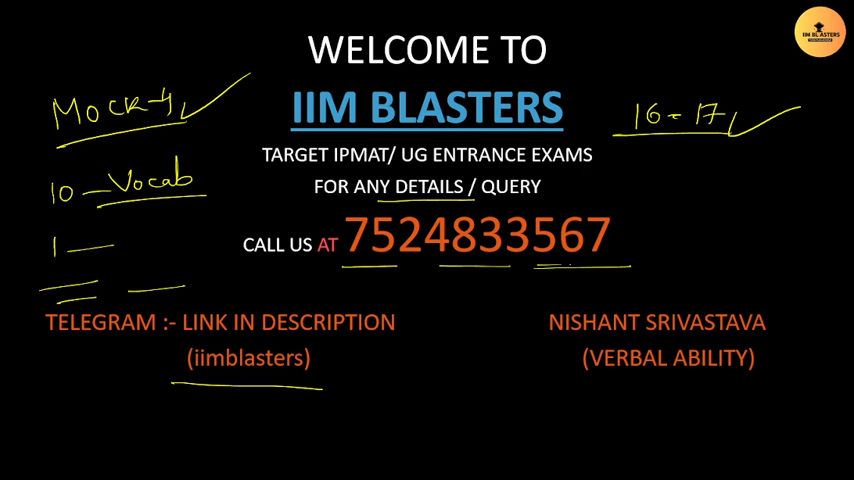 WELCOME TO
IIM BLASTERS
IIM BLASTERS
MOCK-4
16-17
TARGET IPMAT/ UG ENTRANCE EXAMS
10 - Vocab
FOR ANY DETAILS / QUERY
CALL US AT 7524833567
1 -
TELEGRAM :- LINK IN DESCRIPTION
(iimblasters)
NISHANT SRIVASTAVA
(VERBAL ABILITY)